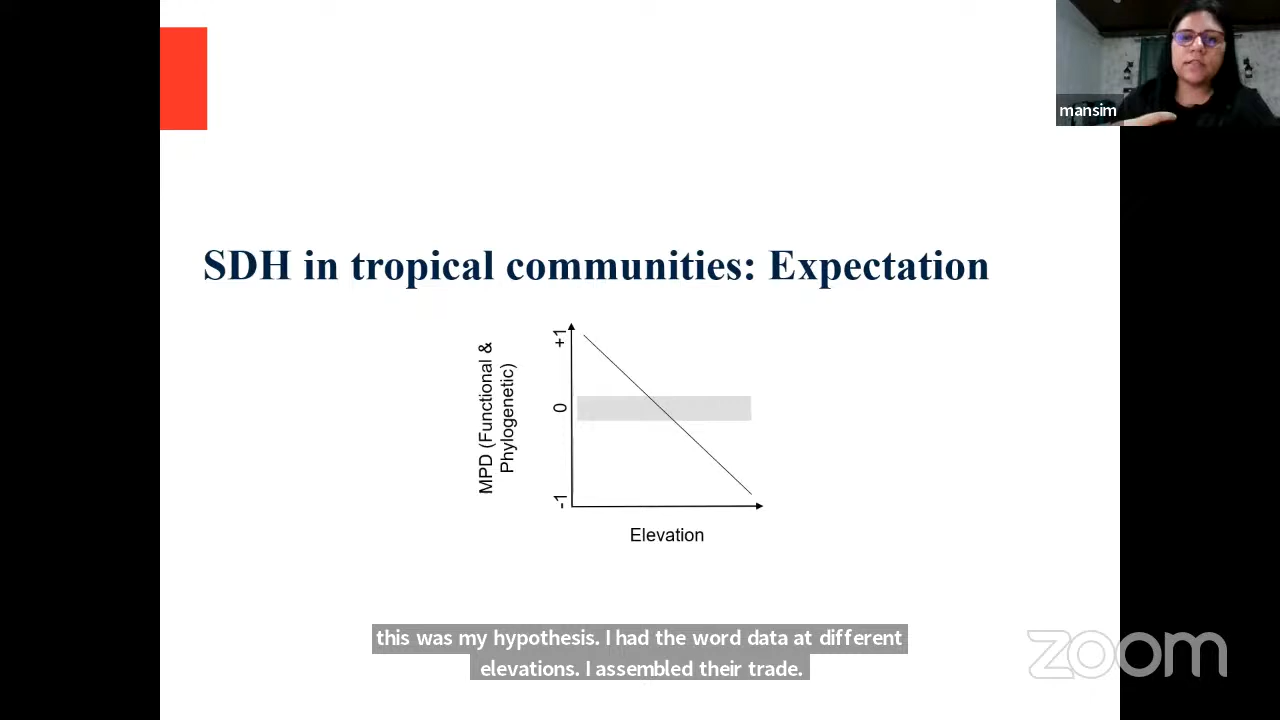 mansim
SDH in tropical communities: Expectation
MPD (Functional &
Phylogenetic)
+1
0
-1
Elevation
this was my hypothesis. I had the word data at different
elevations. I assembled their trade.
zoom